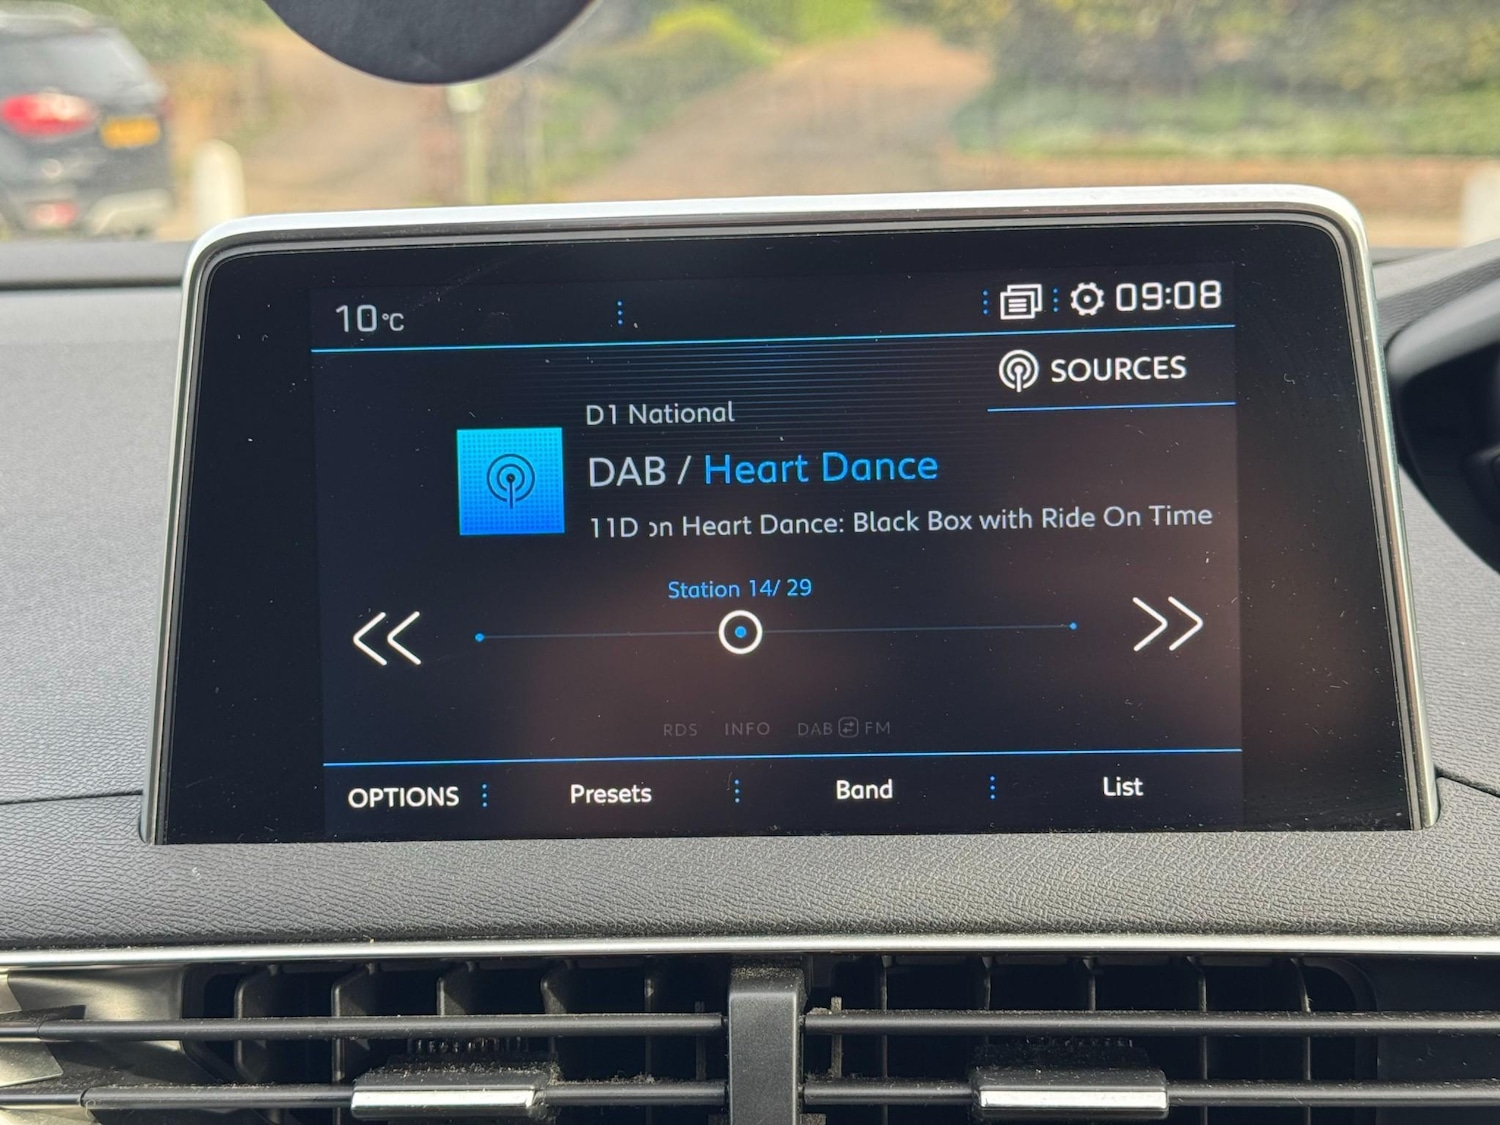 10°C
09:08
SOURCES
D1 National
DAB / Heart Dance
11D on Heart Dance: Black Box with Ride On Time
Station 14/ 29
RDS INFO DAB FM
OPTIONS Presets Band List